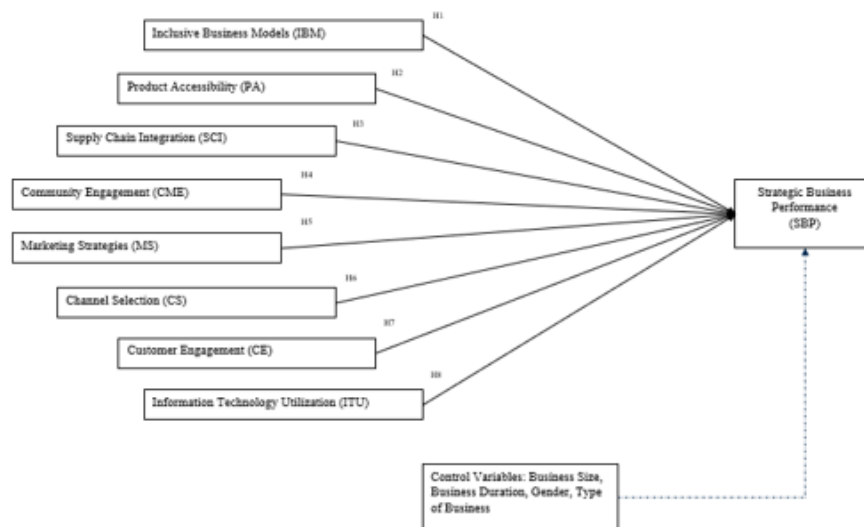 H1
Inclusive Business Models (IBM)
H2
Product Accessibility (PA)
H3
Supply Chain Integration (SCI)
H4
Community Engagement (CME)
Strategic Business
Performance
(SBP)
H5
Marketing Strategies (MS)
H6
Channel Selection (CS)
H7
Customer Engagement (CE)
H8
Information Technology Utilization (ITU)
Control Variables: Business Size,
Business Duration, Gender, Type
of Business